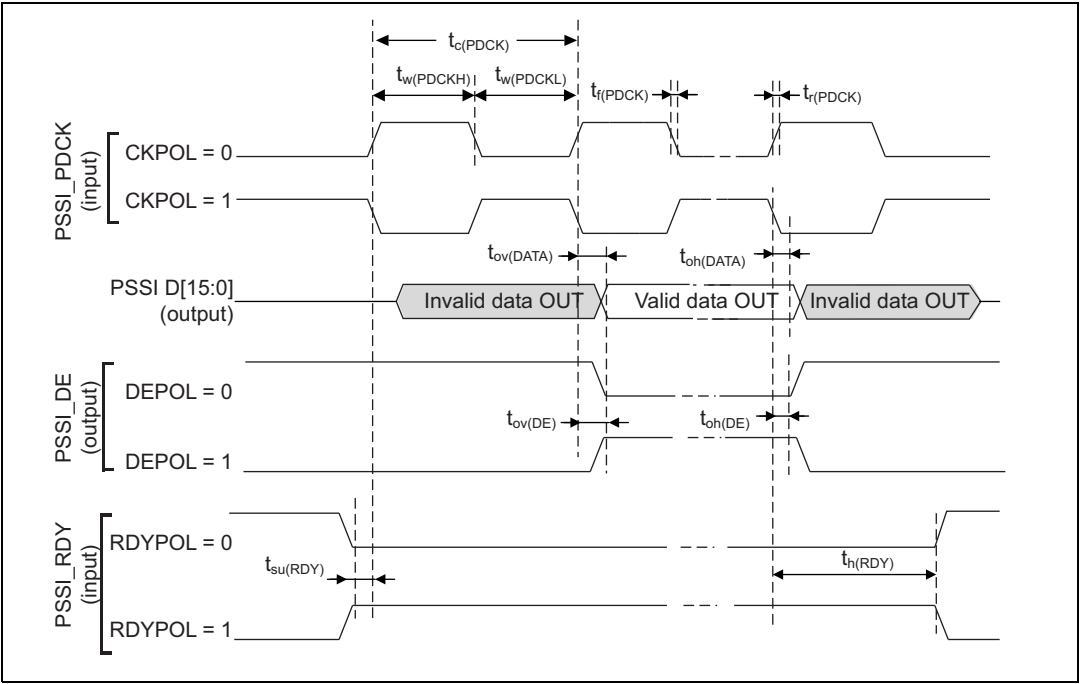 tc(PDCK)
tw(PDCKH)
tw(PDCKL)
tf(PDCK)
tr(PDCK)
PSSI_PDCK
(input)
CKPOL = 0
CKPOL = 1
tov(DATA)
toh(DATA)
PSSI D[15:0]
(output)
Invalid data OUT
Valid data OUT
Invalid data OUT
PSSI_DE
(output)
DEPOL = 0
DEPOL = 1
tov(DE)
toh(DE)
PSSI_RDY
(input)
RDYPOL = 0
RDYPOL = 1
tsu(RDY)
th(RDY)